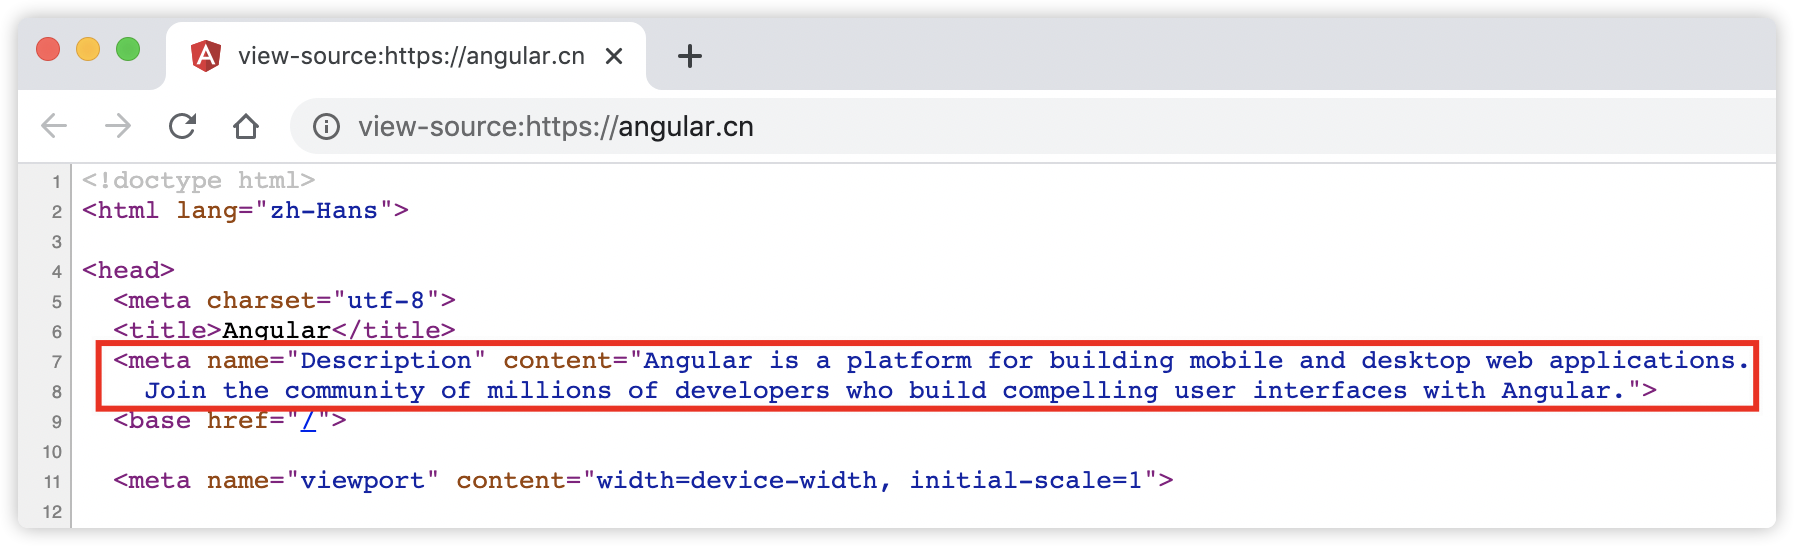 view-source:https://angular.cn
view-source:https://angular.cn
1 <!doctype html>
2 <html lang="zh-Hans">
3
4 <head>
5 <meta charset="utf-8">
6 <title>Angular</title>
7 <meta name="Description" content="Angular is a platform for building mobile and desktop web applications.
8 Join the community of millions of developers who build compelling user interfaces with Angular.">
9 <base href="/">
10
11 <meta name="viewport" content="width=device-width, initial-scale=1">
12